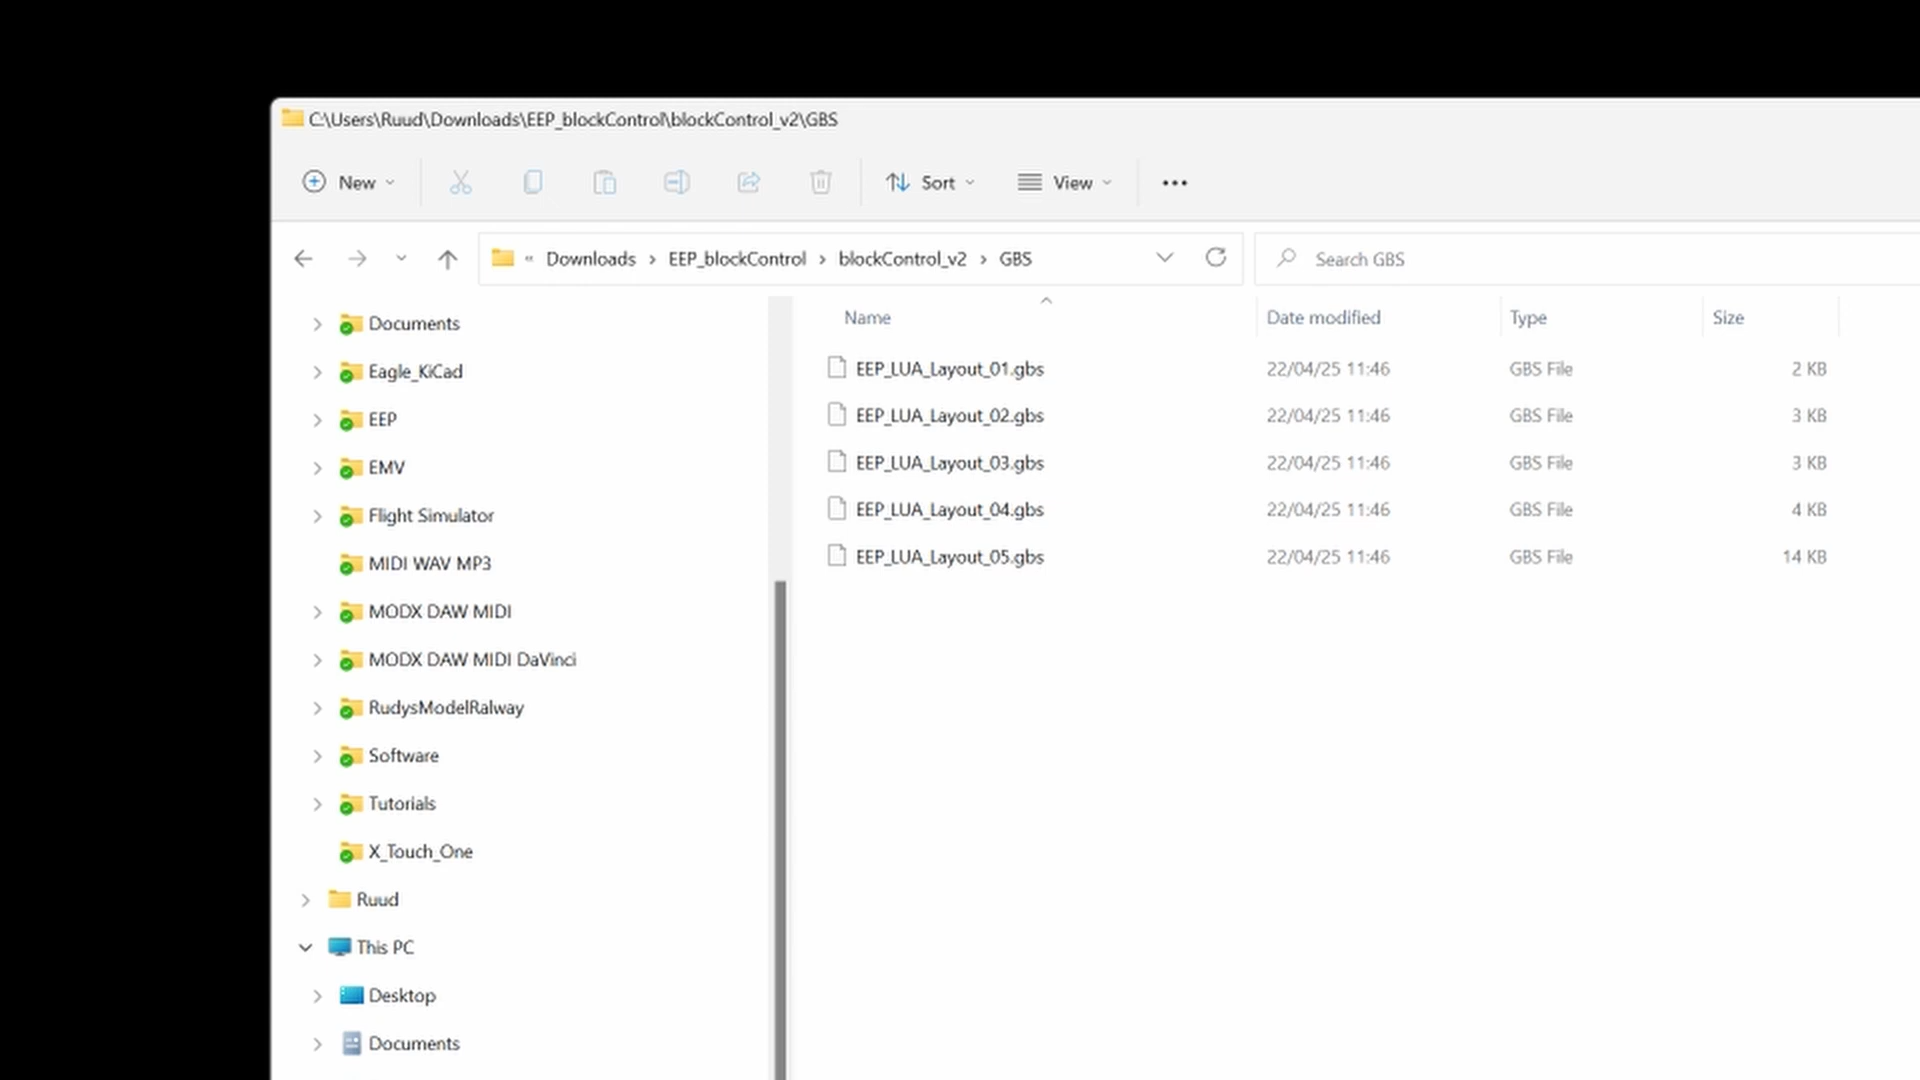 C:\Users\Ruud\Downloads\EEP_blockControl\blockControl_v2\GBS
New Sort View
« Downloads > EEP_blockControl > blockControl_v2 > GBS Search GBS
Name Date modified Type Size
EEP_LUA_Layout_01.gbs 22/04/25 11:46 GBS File 2 KB
EEP_LUA_Layout_02.gbs 22/04/25 11:46 GBS File 3 KB
EEP_LUA_Layout_03.gbs 22/04/25 11:46 GBS File 3 KB
EEP_LUA_Layout_04.gbs 22/04/25 11:46 GBS File 4 KB
EEP_LUA_Layout_05.gbs 22/04/25 11:46 GBS File 14 KB
Documents
Eagle_KiCad
EEP
EMV
Flight Simulator
MIDI WAV MP3
MODX DAW MIDI
MODX DAW MIDI DaVinci
RudysModelRalway
Software
Tutorials
X_Touch_One
Ruud
This PC
Desktop
Documents